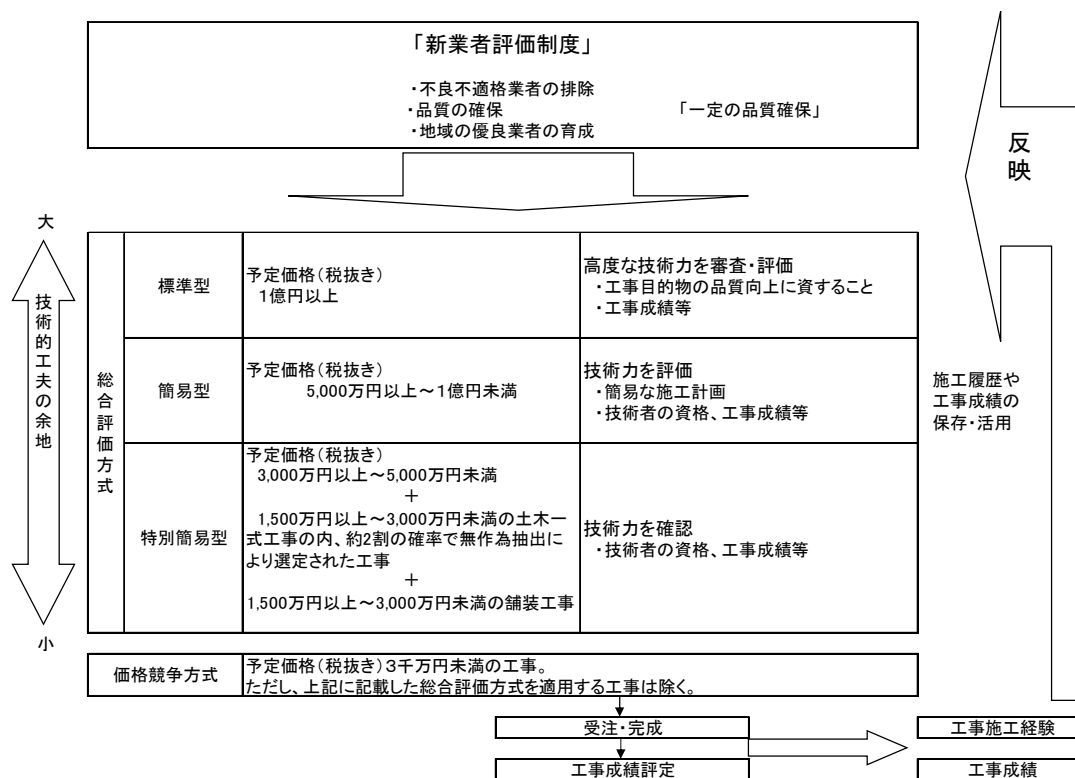 「新業者評価制度」
・不良不適格業者の排除
・品質の確保 「一定の品質確保」
・地域の優良業者の育成
反映
大
技術的工夫の余地
小
総合評価方式
標準型
予定価格(税抜き)
1億円以上
高度な技術力を審査・評価
・工事目的物の品質向上に資すること
・工事成績等
簡易型
予定価格(税抜き)
5,000万円以上～1億円未満
技術力を評価
・簡易な施工計画
・技術者の資格、工事成績等
特別簡易型
予定価格(税抜き)
3,000万円以上～5,000万円未満
＋
1,500万円以上～3,000万円未満の土木一
式工事の内、約2割の確率で無作為抽出に
より選定された工事
＋
1,500万円以上～3,000万円未満の舗装工事
技術力を確認
・技術者の資格、工事成績等
施工履歴や
工事成績の
保存・活用
価格競争方式
予定価格(税抜き)3千万円未満の工事。
ただし、上記に記載した総合評価方式を適用する工事は除く。
受注・完成
工事施工経験
工事成績評定
工事成績